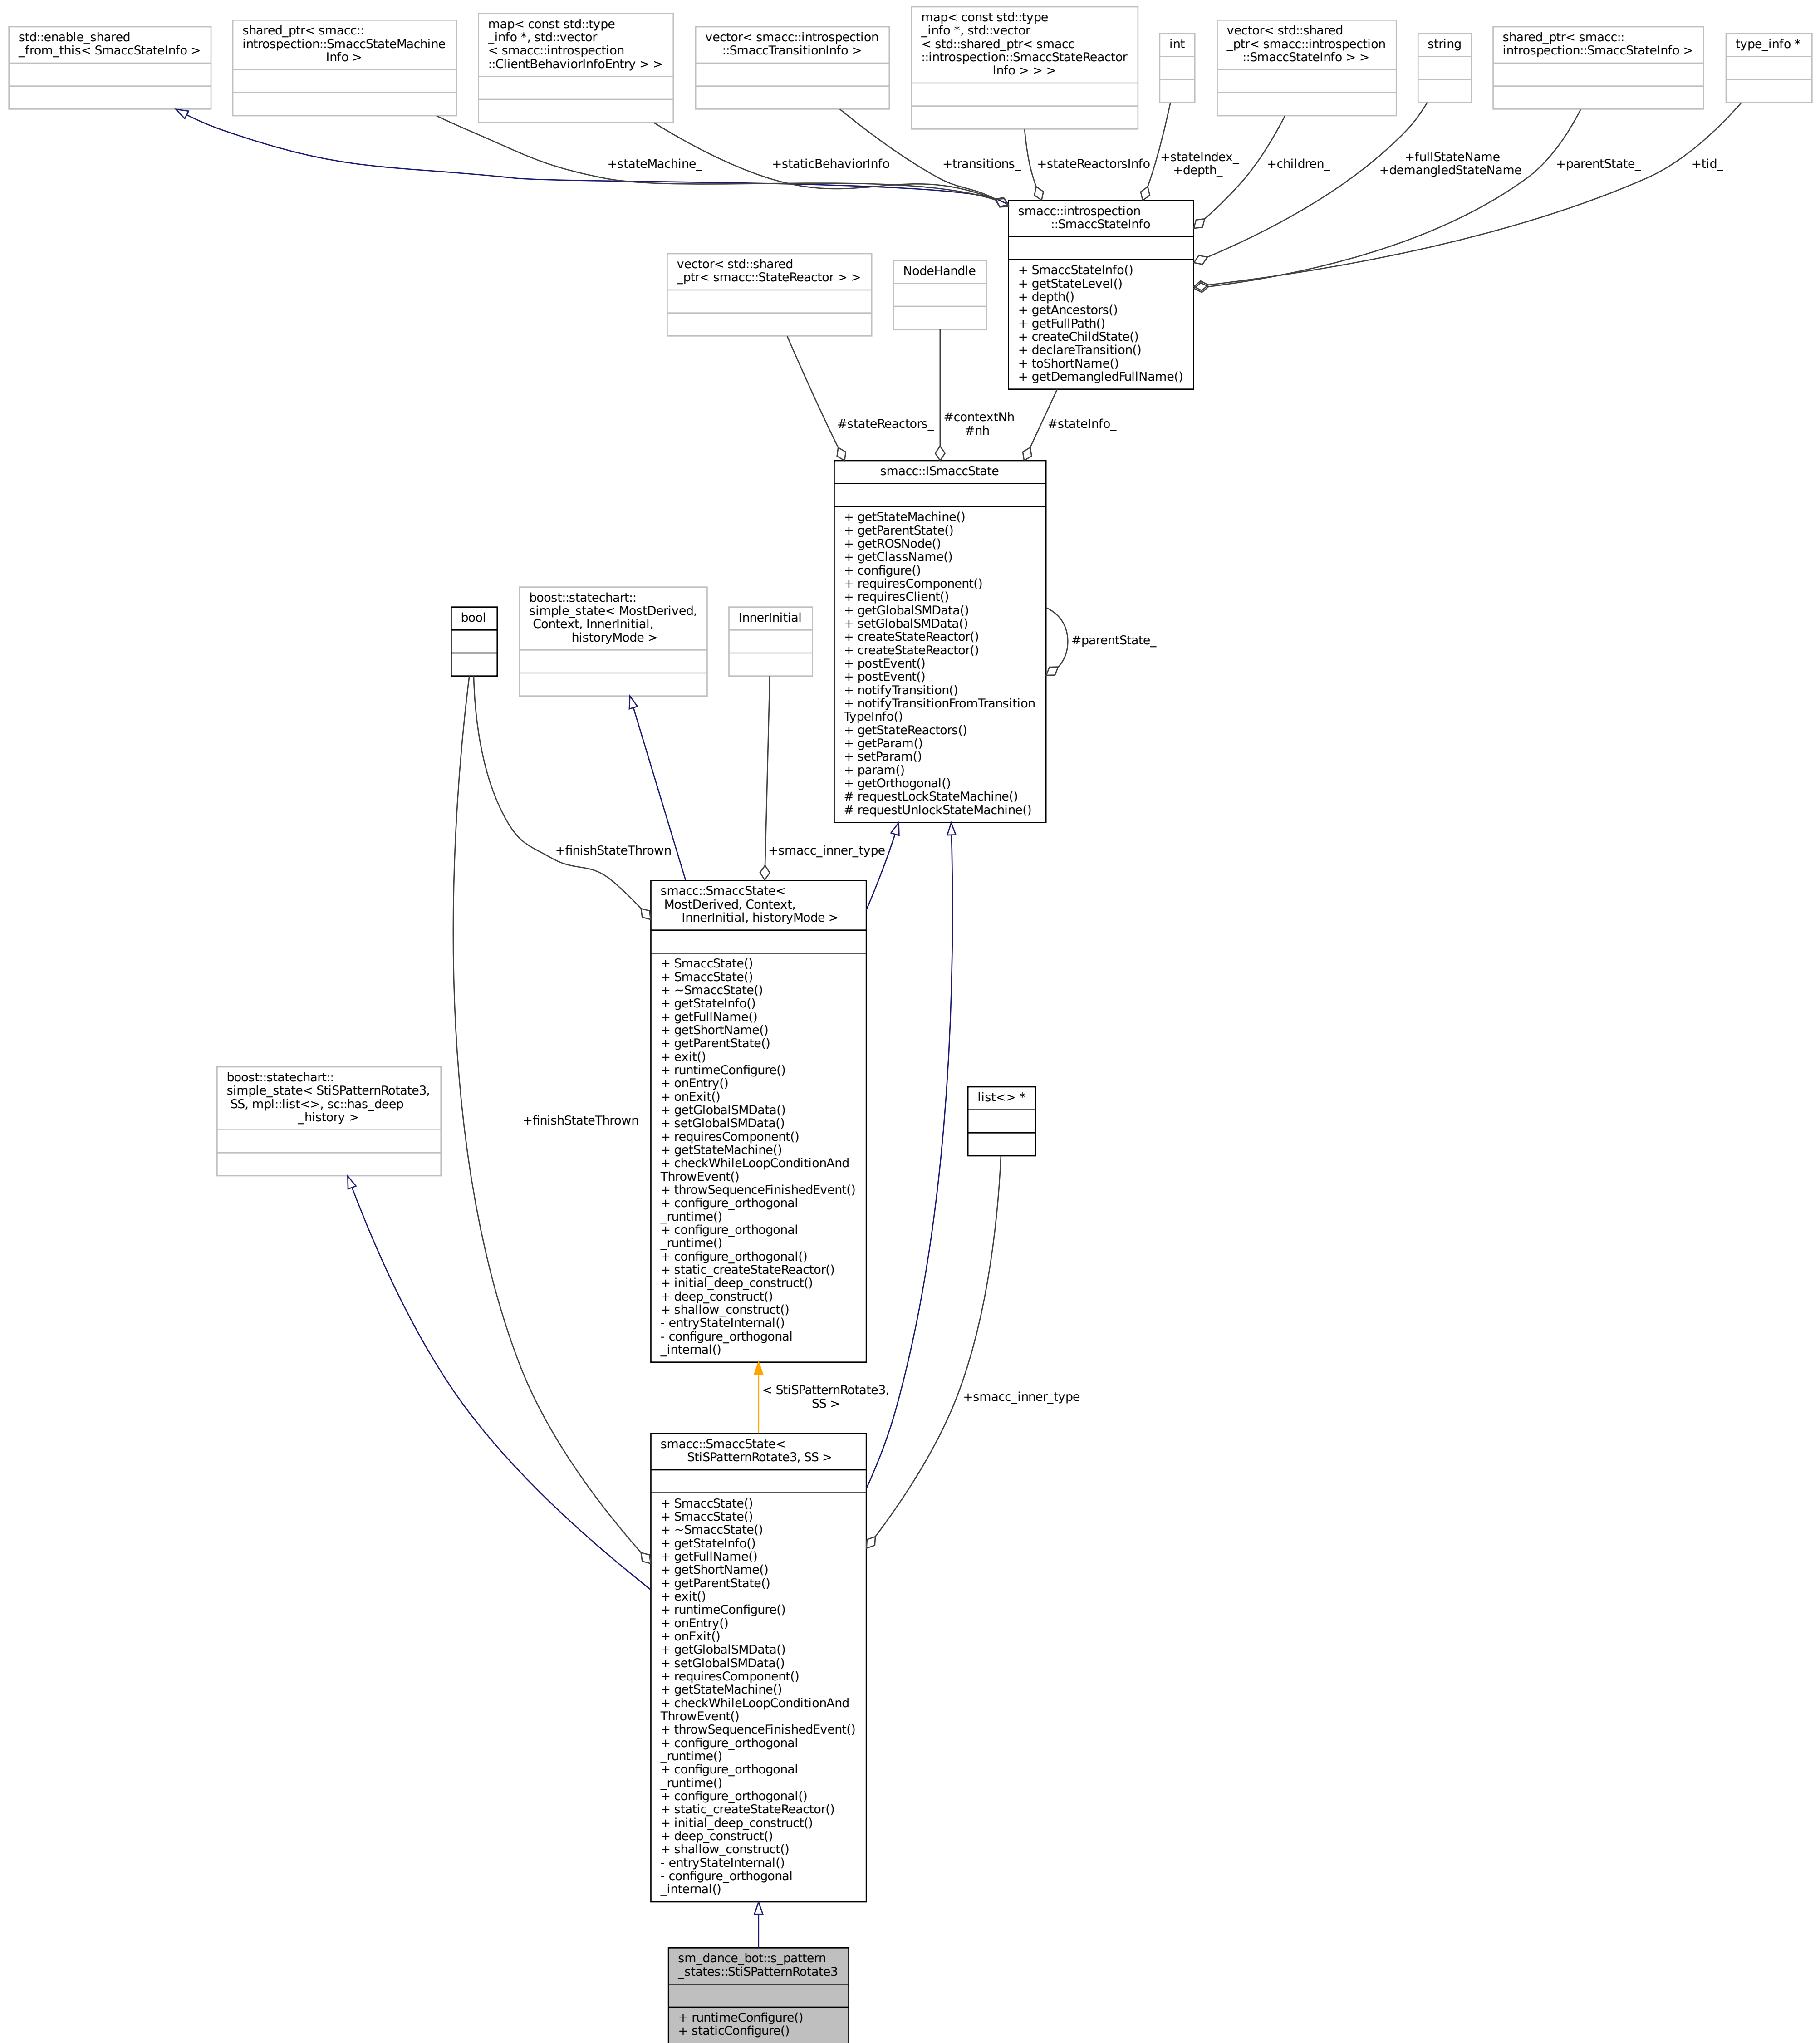 std::enable_shared
_from_this< SmaccStateInfo >
shared_ptr< smacc::
introspection::SmaccStateMachine
Info >
map< const std::type
_info *, std::vector
< smacc::introspection
::ClientBehaviorInfoEntry > >
vector< smacc::introspection
::SmaccTransitionInfo >
map< const std::type
_info *, std::vector
< std::shared_ptr< smacc
::introspection::SmaccStateReactor
Info > > >
int
vector< std::shared
_ptr< smacc::introspection
::SmaccStateInfo > >
string
shared_ptr< smacc::
introspection::SmaccStateInfo >
type_info *
+stateMachine_
+staticBehaviorInfo
+transitions_
+stateReactorsInfo
+stateIndex_
+depth_
+children_
+fullStateName
+demangledStateName
+parentState_
+tid_
smacc::introspection
::SmaccStateInfo
+ SmaccStateInfo()
+ getStateLevel()
+ depth()
+ getAncestors()
+ getFullPath()
+ createChildState()
+ declareTransition()
+ toShortName()
+ getDemangledFullName()
vector< std::shared
_ptr< smacc::StateReactor > >
NodeHandle
#stateReactors_
#contextNh
#nh
#stateInfo_
smacc::ISmaccState
+ getStateMachine()
+ getParentState()
+ getROSNode()
+ getClassName()
+ configure()
+ requiresComponent()
+ requiresClient()
+ getGlobalSMData()
+ setGlobalSMData()
+ createStateReactor()
+ createStateReactor()
+ postEvent()
+ postEvent()
+ notifyTransition()
+ notifyTransitionFromTransition
TypeInfo()
+ getStateReactors()
+ getParam()
+ setParam()
+ param()
+ getOrthogonal()
# requestLockStateMachine()
# requestUnlockStateMachine()
#parentState_
bool
boost::statechart::
simple_state< MostDerived,
Context, InnerInitial,
historyMode >
InnerInitial
+finishStateThrown
+smacc_inner_type
smacc::SmaccState<
MostDerived, Context,
InnerInitial, historyMode >
+ SmaccState()
+ SmaccState()
+ ~SmaccState()
+ getStateInfo()
+ getFullName()
+ getShortName()
+ getParentState()
+ exit()
+ runtimeConfigure()
+ onEntry()
+ onExit()
+ getGlobalSMData()
+ setGlobalSMData()
+ requiresComponent()
+ getStateMachine()
+ checkWhileLoopConditionAnd
ThrowEvent()
+ throwSequenceFinishedEvent()
+ configure_orthogonal
_runtime()
+ configure_orthogonal
_runtime()
+ configure_orthogonal()
+ static_createStateReactor()
+ initial_deep_construct()
+ deep_construct()
+ shallow_construct()
- entryStateInternal()
- configure_orthogonal
_internal()
boost::statechart::
simple_state< StiSPatternRotate3,
SS, mpl::list<>, sc::has_deep
_history >
+finishStateThrown
list<> *
< StiSPatternRotate3,
SS >
+smacc_inner_type
smacc::SmaccState<
StiSPatternRotate3, SS >
+ SmaccState()
+ SmaccState()
+ ~SmaccState()
+ getStateInfo()
+ getFullName()
+ getShortName()
+ getParentState()
+ exit()
+ runtimeConfigure()
+ onEntry()
+ onExit()
+ getGlobalSMData()
+ setGlobalSMData()
+ requiresComponent()
+ getStateMachine()
+ checkWhileLoopConditionAnd
ThrowEvent()
+ throwSequenceFinishedEvent()
+ configure_orthogonal
_runtime()
+ configure_orthogonal
_runtime()
+ configure_orthogonal()
+ static_createStateReactor()
+ initial_deep_construct()
+ deep_construct()
+ shallow_construct()
- entryStateInternal()
- configure_orthogonal
_internal()
sm_dance_bot::s_pattern
_states::StiSPatternRotate3
+ runtimeConfigure()
+ staticConfigure()